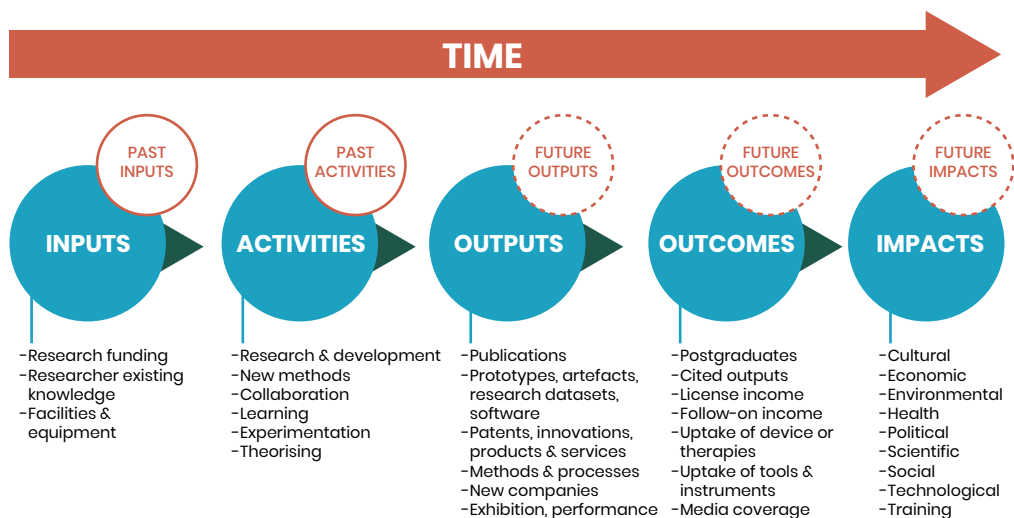 TIME
PAST
INPUTS
PAST
ACTIVITIES
FUTURE
OUTPUTS
FUTURE
OUTCOMES
FUTURE
IMPACTS
INPUTS
ACTIVITIES
OUTPUTS
OUTCOMES
IMPACTS
-Research funding
-Researcher existing
knowledge
-Facilities &
equipment
-Research & development
-New methods
-Collaboration
-Learning
-Experimentation
-Theorising
-Publications
-Prototypes, artefacts,
research datasets,
software
-Patents, innovations,
products & services
-Methods & processes
-New companies
-Exhibition, performance
-Postgraduates
-Cited outputs
-License income
-Follow-on income
-Uptake of device or
therapies
-Uptake of tools &
instruments
-Media coverage
-Cultural
-Economic
-Environmental
-Health
-Political
-Scientific
-Social
-Technological
-Training